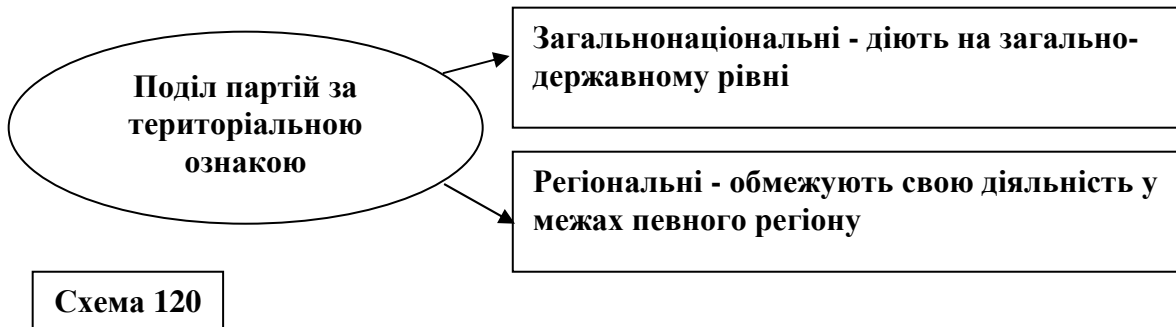 Поділ партій за
територіальною
ознакою
Загальнонаціональні - діють на загально-
державному рівні
Регіональні - обмежують свою діяльність у
межах певного регіону
Схема 120